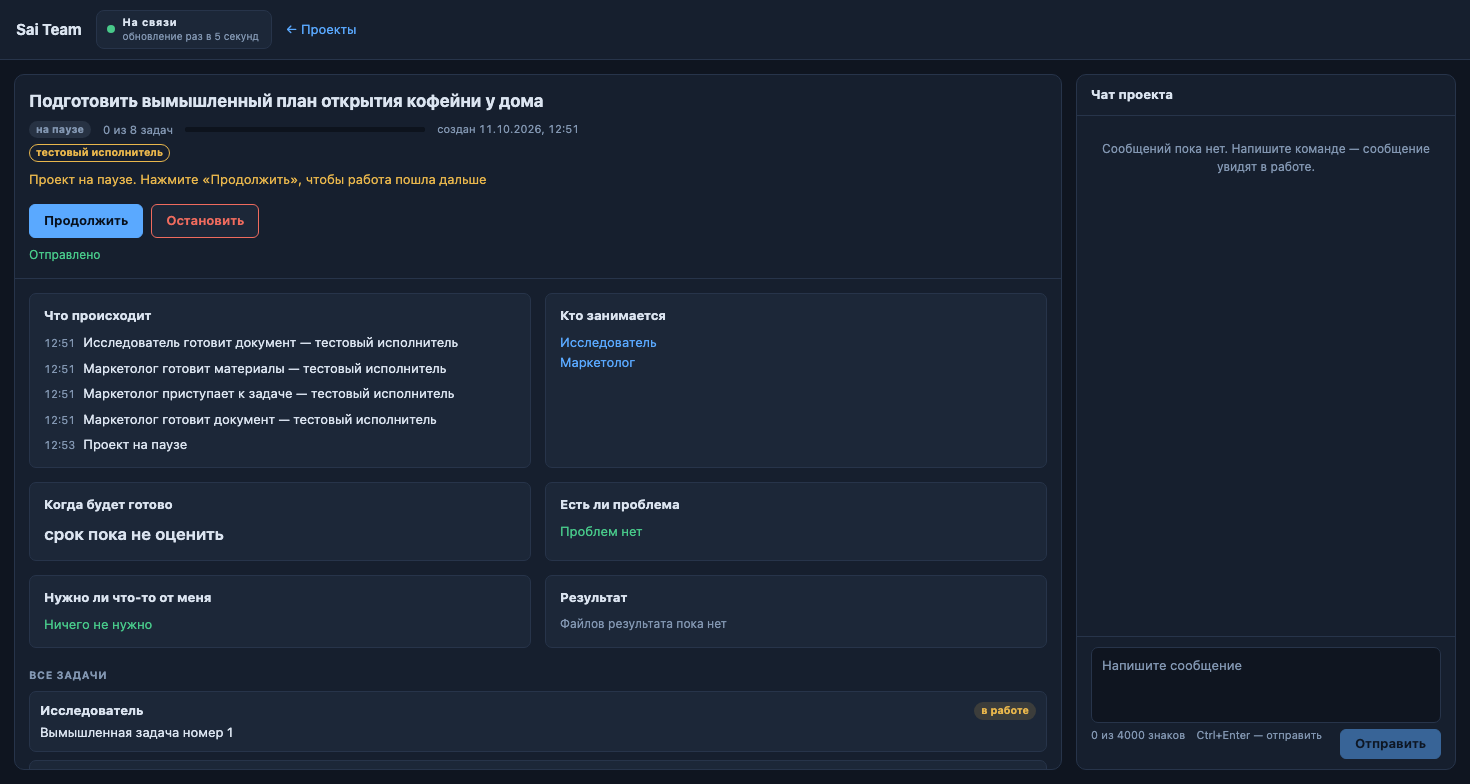 Sai Team
На связи
обновление раз в 5 секунд
← Проекты
Подготовить вымышленный план открытия кофейни у дома
на паузе
0 из 8 задач
создан 11.10.2026, 12:51
тестовый исполнитель
Проект на паузе. Нажмите «Продолжить», чтобы работа пошла дальше
Продолжить
Остановить
Отправлено
Что происходит
12:51 Исследователь готовит документ — тестовый исполнитель
12:51 Маркетолог готовит материалы — тестовый исполнитель
12:51 Маркетолог приступает к задаче — тестовый исполнитель
12:51 Маркетолог готовит документ — тестовый исполнитель
12:53 Проект на паузе
Кто занимается
Исследователь
Маркетолог
Когда будет готово
срок пока не оценить
Есть ли проблема
Проблем нет
Нужно ли что-то от меня
Ничего не нужно
Результат
Файлов результата пока нет
ВСЕ ЗАДАЧИ
Исследователь
в работе
Вымышленная задача номер 1
Чат проекта
Сообщений пока нет. Напишите команде — сообщение
увидят в работе.
Напишите сообщение
0 из 4000 знаков
Ctrl+Enter — отправить
Отправить